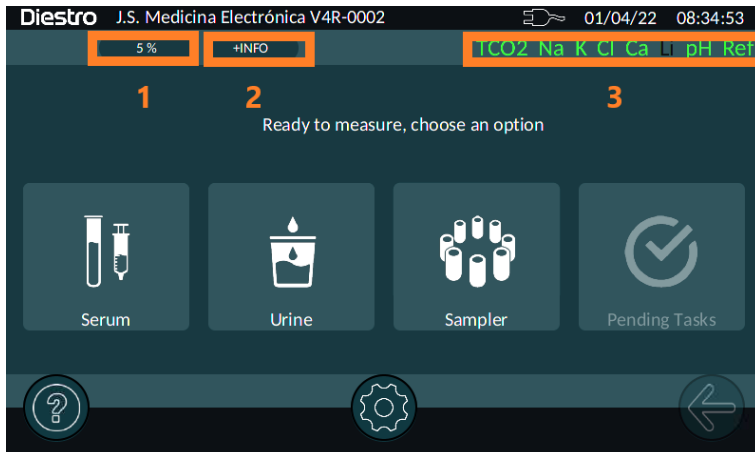 Diestro J.S. Medicina Electrónica V4R-0002 01/04/22 08:34:53
5 % +INFO TCO2 Na K Cl Ca Li pH Ref
1 2 3
Ready to measure, choose an option
Serum Urine Sampler Pending Tasks
?